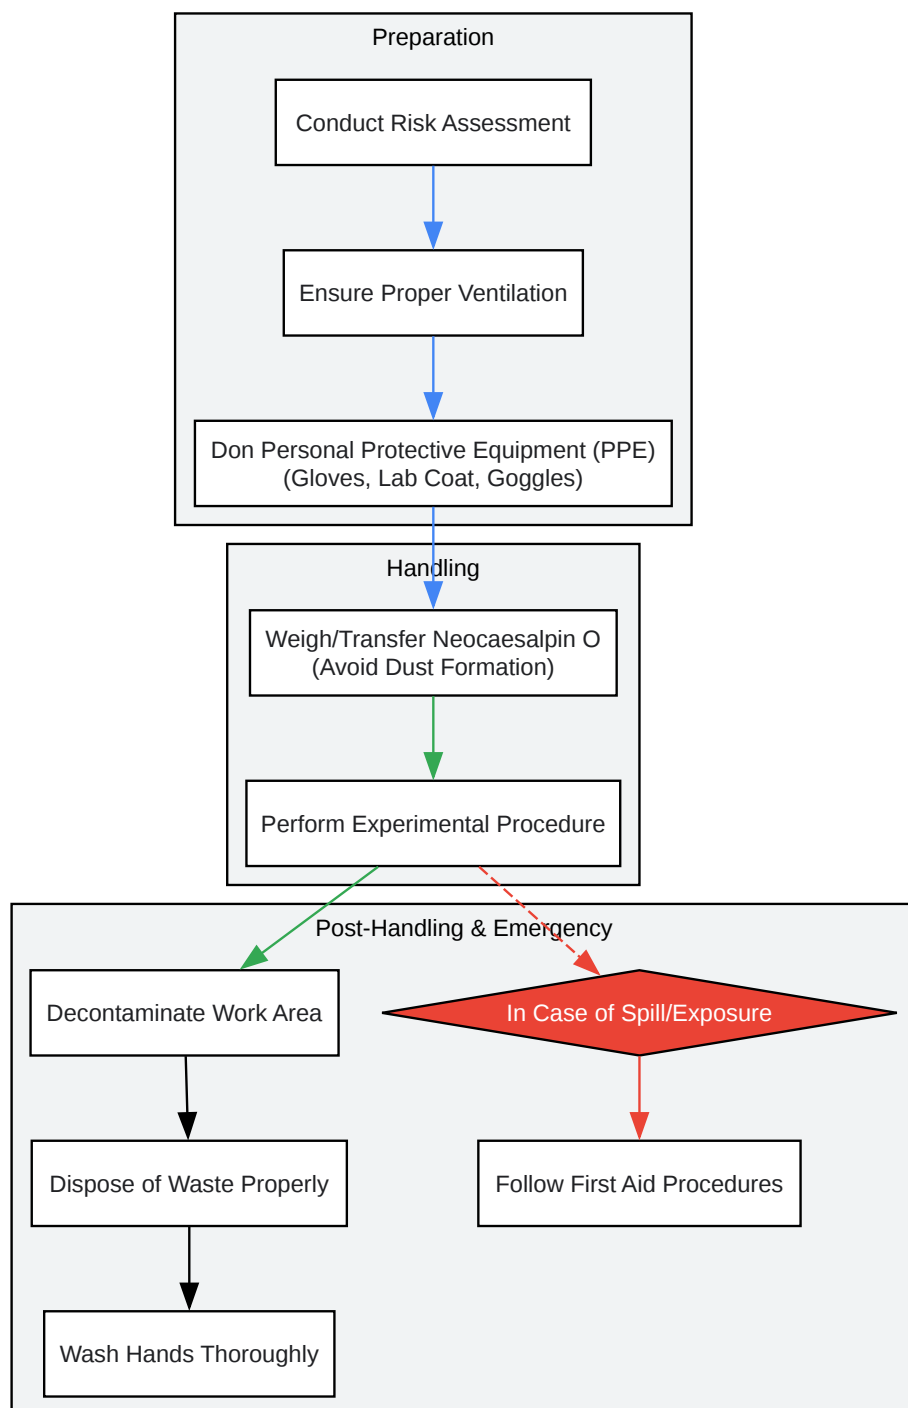 Preparation
Conduct Risk Assessment
Ensure Proper Ventilation
Don Personal Protective Equipment (PPE)
(Gloves, Lab Coat, Goggles)
Handling
Weigh/Transfer Neocaesalpin O
(Avoid Dust Formation)
Perform Experimental Procedure
Post-Handling & Emergency
Decontaminate Work Area
In Case of Spill/Exposure
Dispose of Waste Properly
Follow First Aid Procedures
Wash Hands Thoroughly